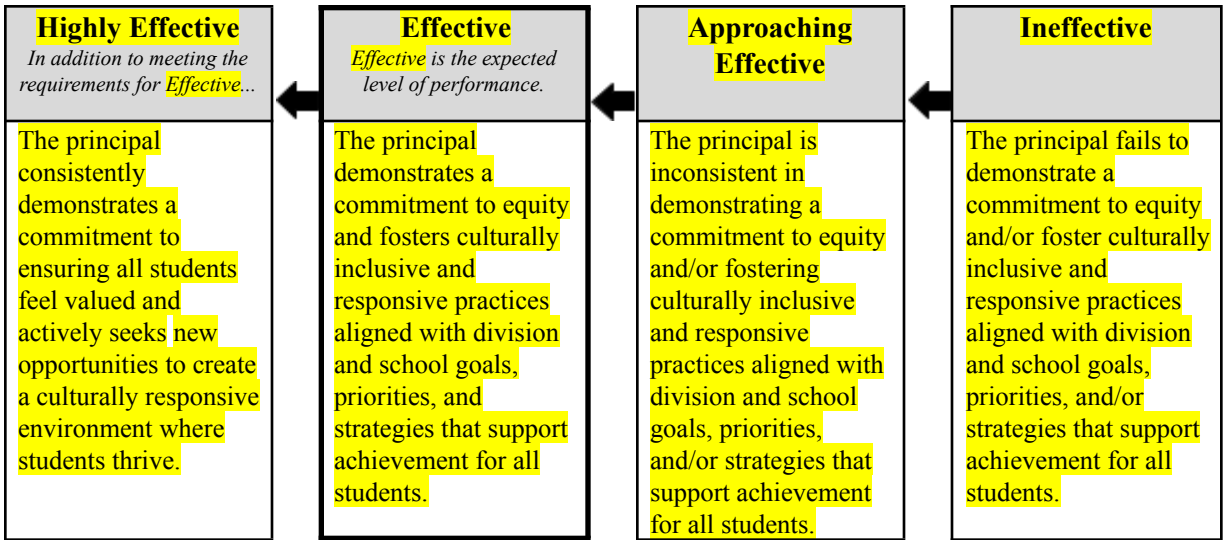 Highly Effective
In addition to meeting the
requirements for Effective...
The principal
consistently
demonstrates a
commitment to
ensuring all students
feel valued and
actively seeks new
opportunities to create
a culturally responsive
environment where
students thrive.
Effective
Effective is the expected
level of performance.
The principal
demonstrates a
commitment to equity
and fosters culturally
inclusive and
responsive practices
aligned with division
and school goals,
priorities, and
strategies that support
achievement for all
students.
Approaching
Effective
The principal is
inconsistent in
demonstrating a
commitment to equity
and/or fostering
culturally inclusive
and responsive
practices aligned with
division and school
goals, priorities,
and/or strategies that
support achievement
for all students.
Ineffective
The principal fails to
demonstrate a
commitment to equity
and/or foster culturally
inclusive and
responsive practices
aligned with division
and school goals,
priorities, and/or
strategies that support
achievement for all
students.